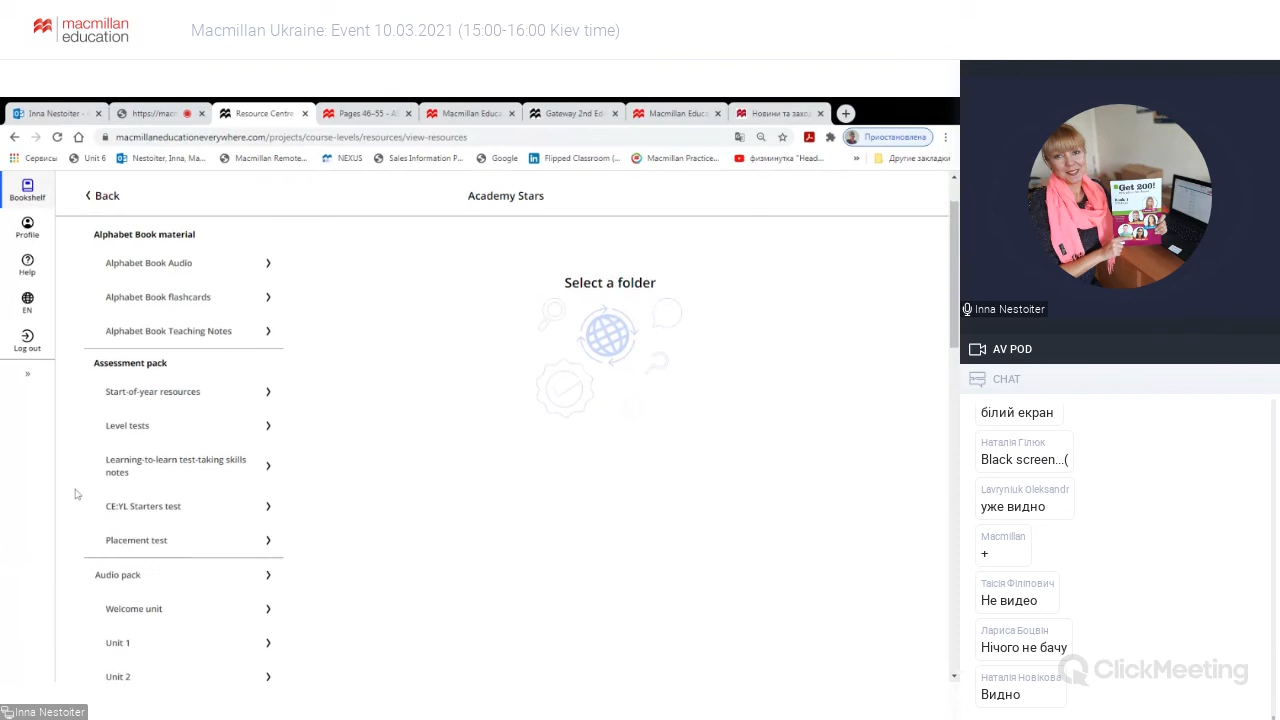 macmillan
education
Macmillan Ukraine: Event 10.03.2021 (15:00-16:00 Kiev time)
Inna Nestoiter -
https://macm
Resource Centre
Pages 46–55 – A
Macmillan Educa
Gateway 2nd Ed
Macmillan Educa
Новини та заход
macmillaneducationeverywhere.com/projects/course-levels/resources/view-resources
Приостановлена
Сервисы
Unit 6
Nestoiter, Inna, Ma...
Macmillan Remote...
NEXUS
Sales Information P...
Google
Flipped Classroom (...
Macmillan Practice...
физминутка "Head...
»
Другие закладки
Bookshelf
Profile
Help
EN
Log out
»
Back
Academy Stars
Alphabet Book material
Alphabet Book Audio
Alphabet Book flashcards
Alphabet Book Teaching Notes
Assessment pack
Start-of-year resources
Level tests
Learning-to-learn test-taking skills
notes
CE:YL Starters test
Placement test
Audio pack
Welcome unit
Unit 1
Unit 2
Select a folder
Inna Nestoiter
Get 200!
Book 1
Inna Nestoiter
AV POD
CHAT
білий екран
Наталія Гілюк
Black screen...(
Lavryniuk Oleksandr
уже видно
Macmillan
+
Таісія Філіпович
Не видео
Лариса Боцвін
Нічого не бачу
Наталія Новікова
Видно
ClickMeeting